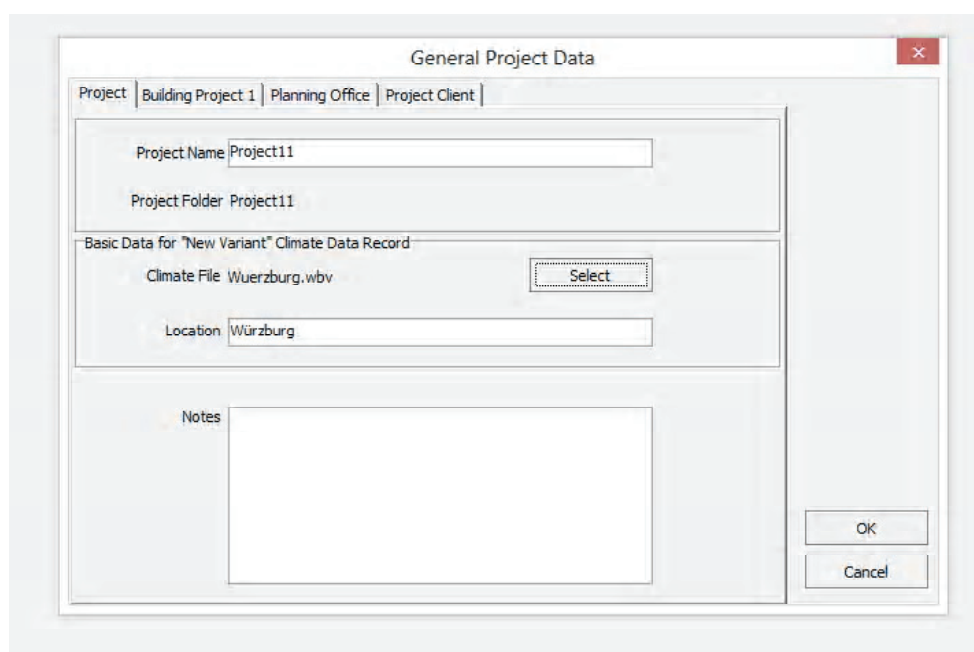 General Project Data
Project Building Project 1 Planning Office Project Client
Project Name Project11
Project Folder Project11
Basic Data for "New Variant" Climate Data Record
Climate File Wuerzburg.wbv Select
Location Würzburg
Notes
OK
Cancel